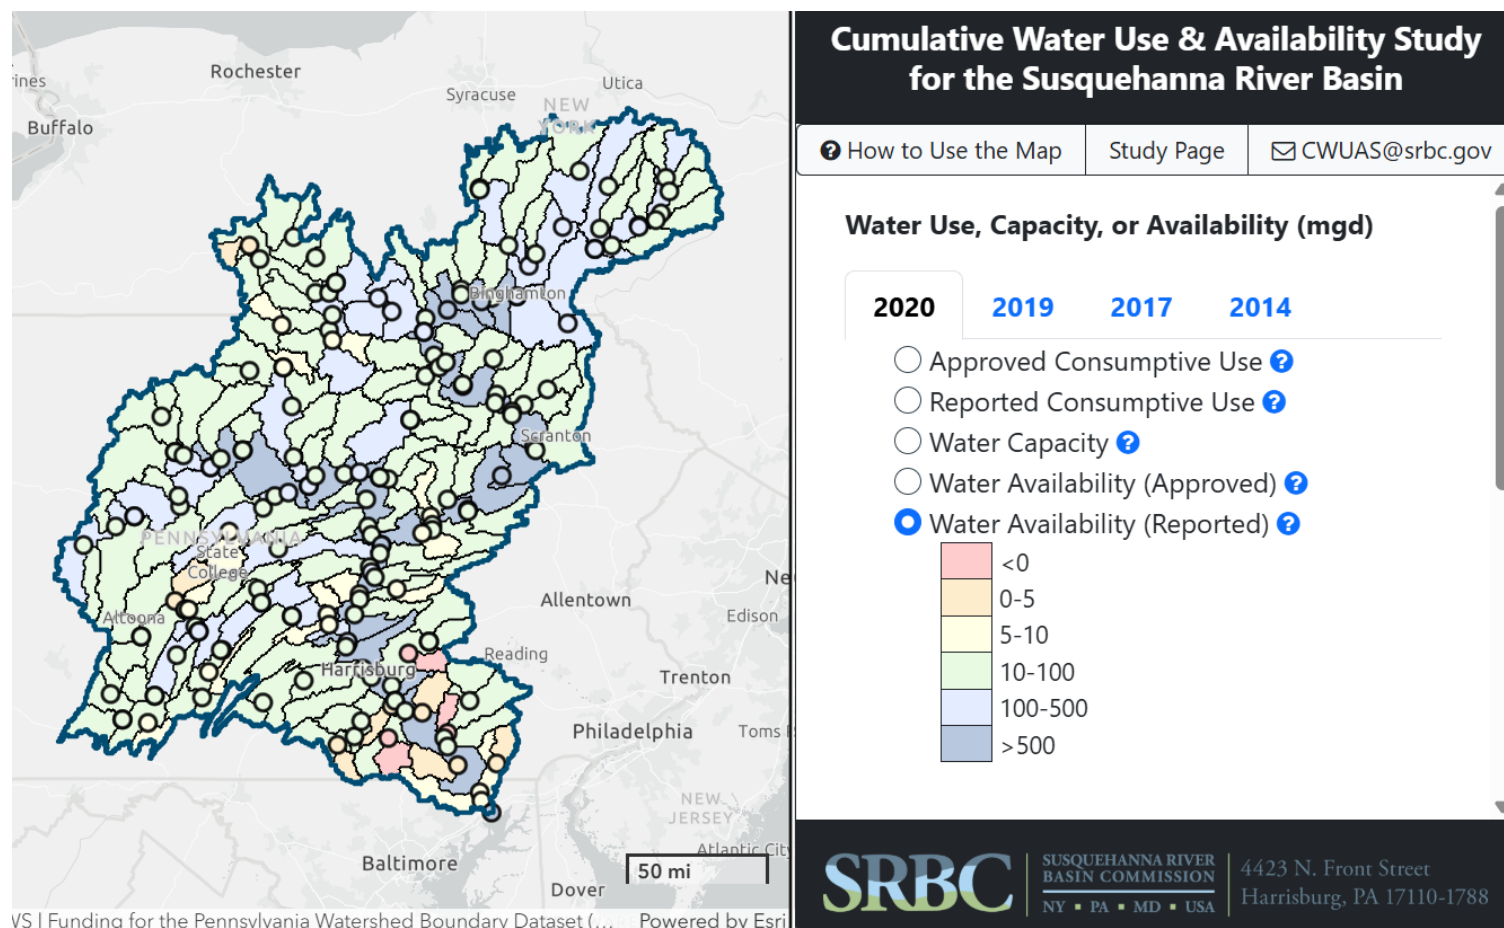 Rochester
Utica
Syracuse
NEW
YORK
Buffalo
Binghamton
Scranton
PENNSYLVANIA
State
College
Allentown
Edison
Altoona
Reading
Harrisburg
Trenton
Philadelphia
Toms
NEW
JERSEY
Atlantic City
Baltimore
50 mi
Dover
Funding for the Pennsylvania Watershed Boundary Dataset (... Powered by Esri
Cumulative Water Use & Availability Study
for the Susquehanna River Basin
How to Use the Map Study Page CWUAS@srbc.gov
Water Use, Capacity, or Availability (mgd)
2020 2019 2017 2014
Approved Consumptive Use ?
Reported Consumptive Use ?
Water Capacity ?
Water Availability (Approved) ?
Water Availability (Reported) ?
<0
0-5
5-10
10-100
100-500
>500
SRBC
SUSQUEHANNA RIVER
BASIN COMMISSION
NY ▪ PA ▪ MD ▪ USA
4423 N. Front Street
Harrisburg, PA 17110-1788